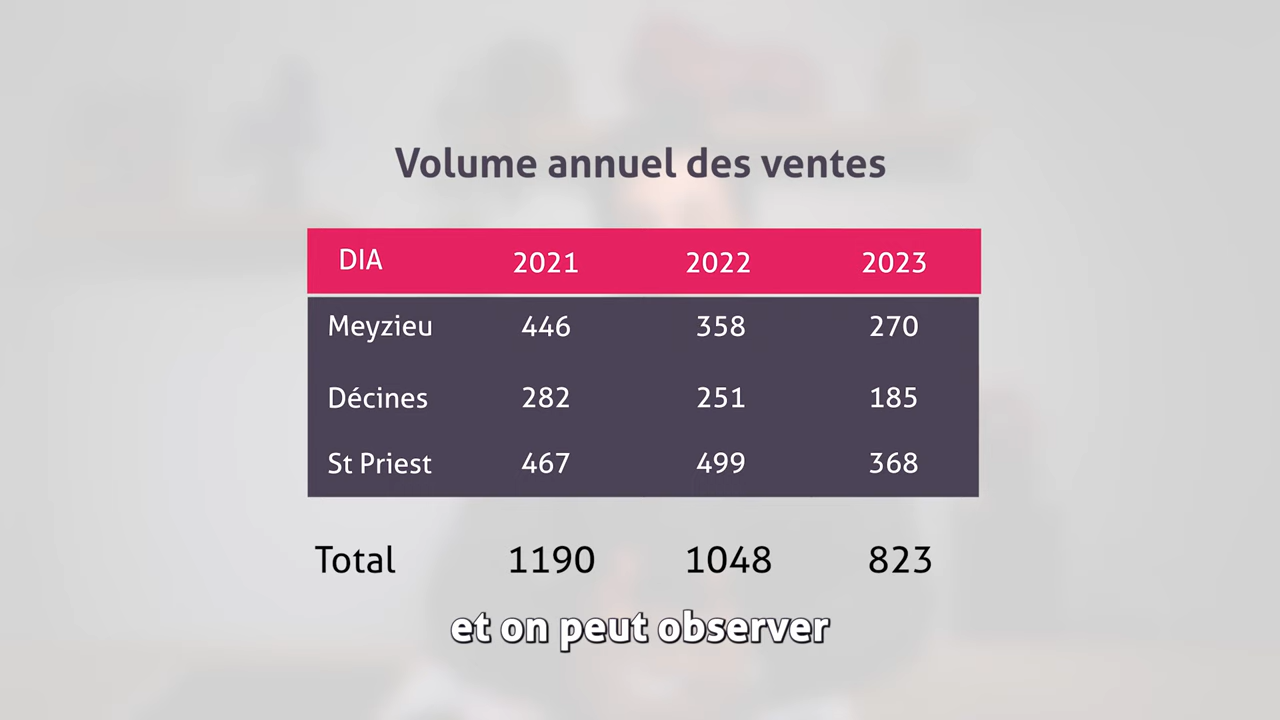 Volume annuel des ventes
DIA 2021 2022 2023
Meyzieu 446 358 270
Décines 282 251 185
St Priest 467 499 368
Total 1190 1048 823
et on peut observer